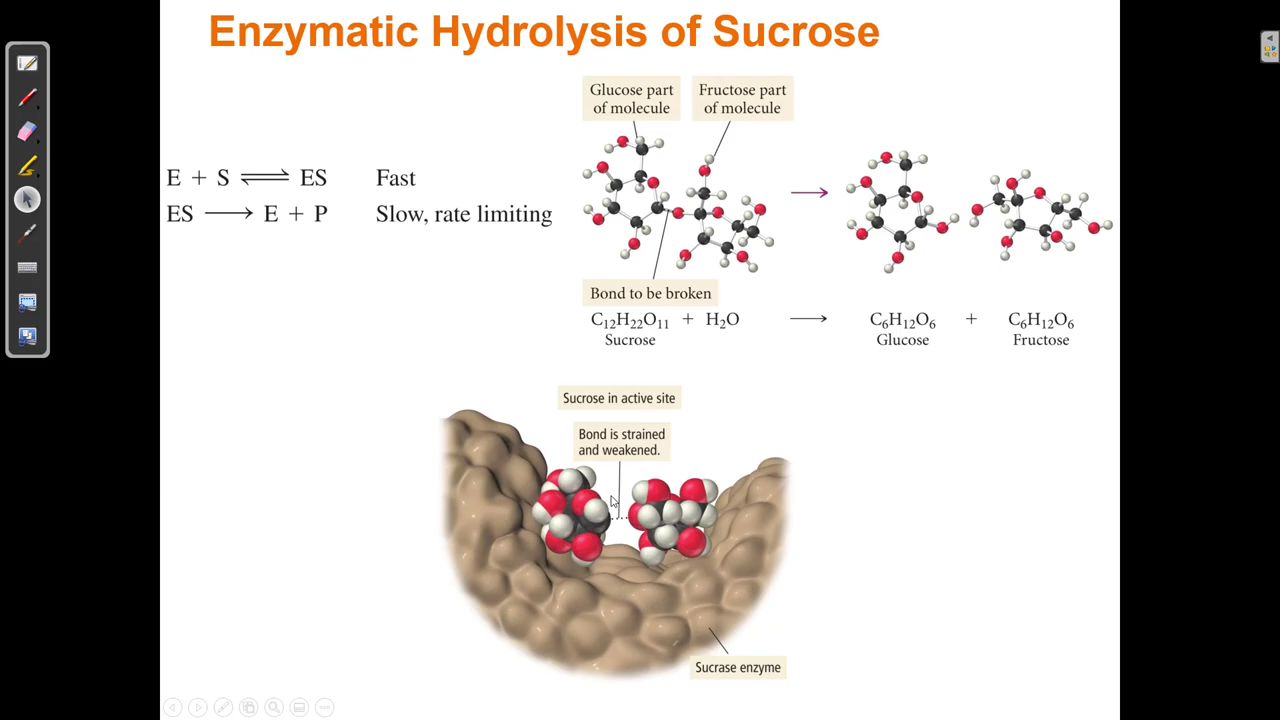 Enzymatic Hydrolysis of Sucrose
Glucose part
of molecule
Fructose part
of molecule
E + S ⇌ ES Fast
ES ⟶ E + P Slow, rate limiting
Bond to be broken
C₁₂H₂₂O₁₁ + H₂O ⟶ C₆H₁₂O₆ + C₆H₁₂O₆
Sucrose Glucose Fructose
Sucrose in active site
Bond is strained
and weakened.
Sucrase enzyme